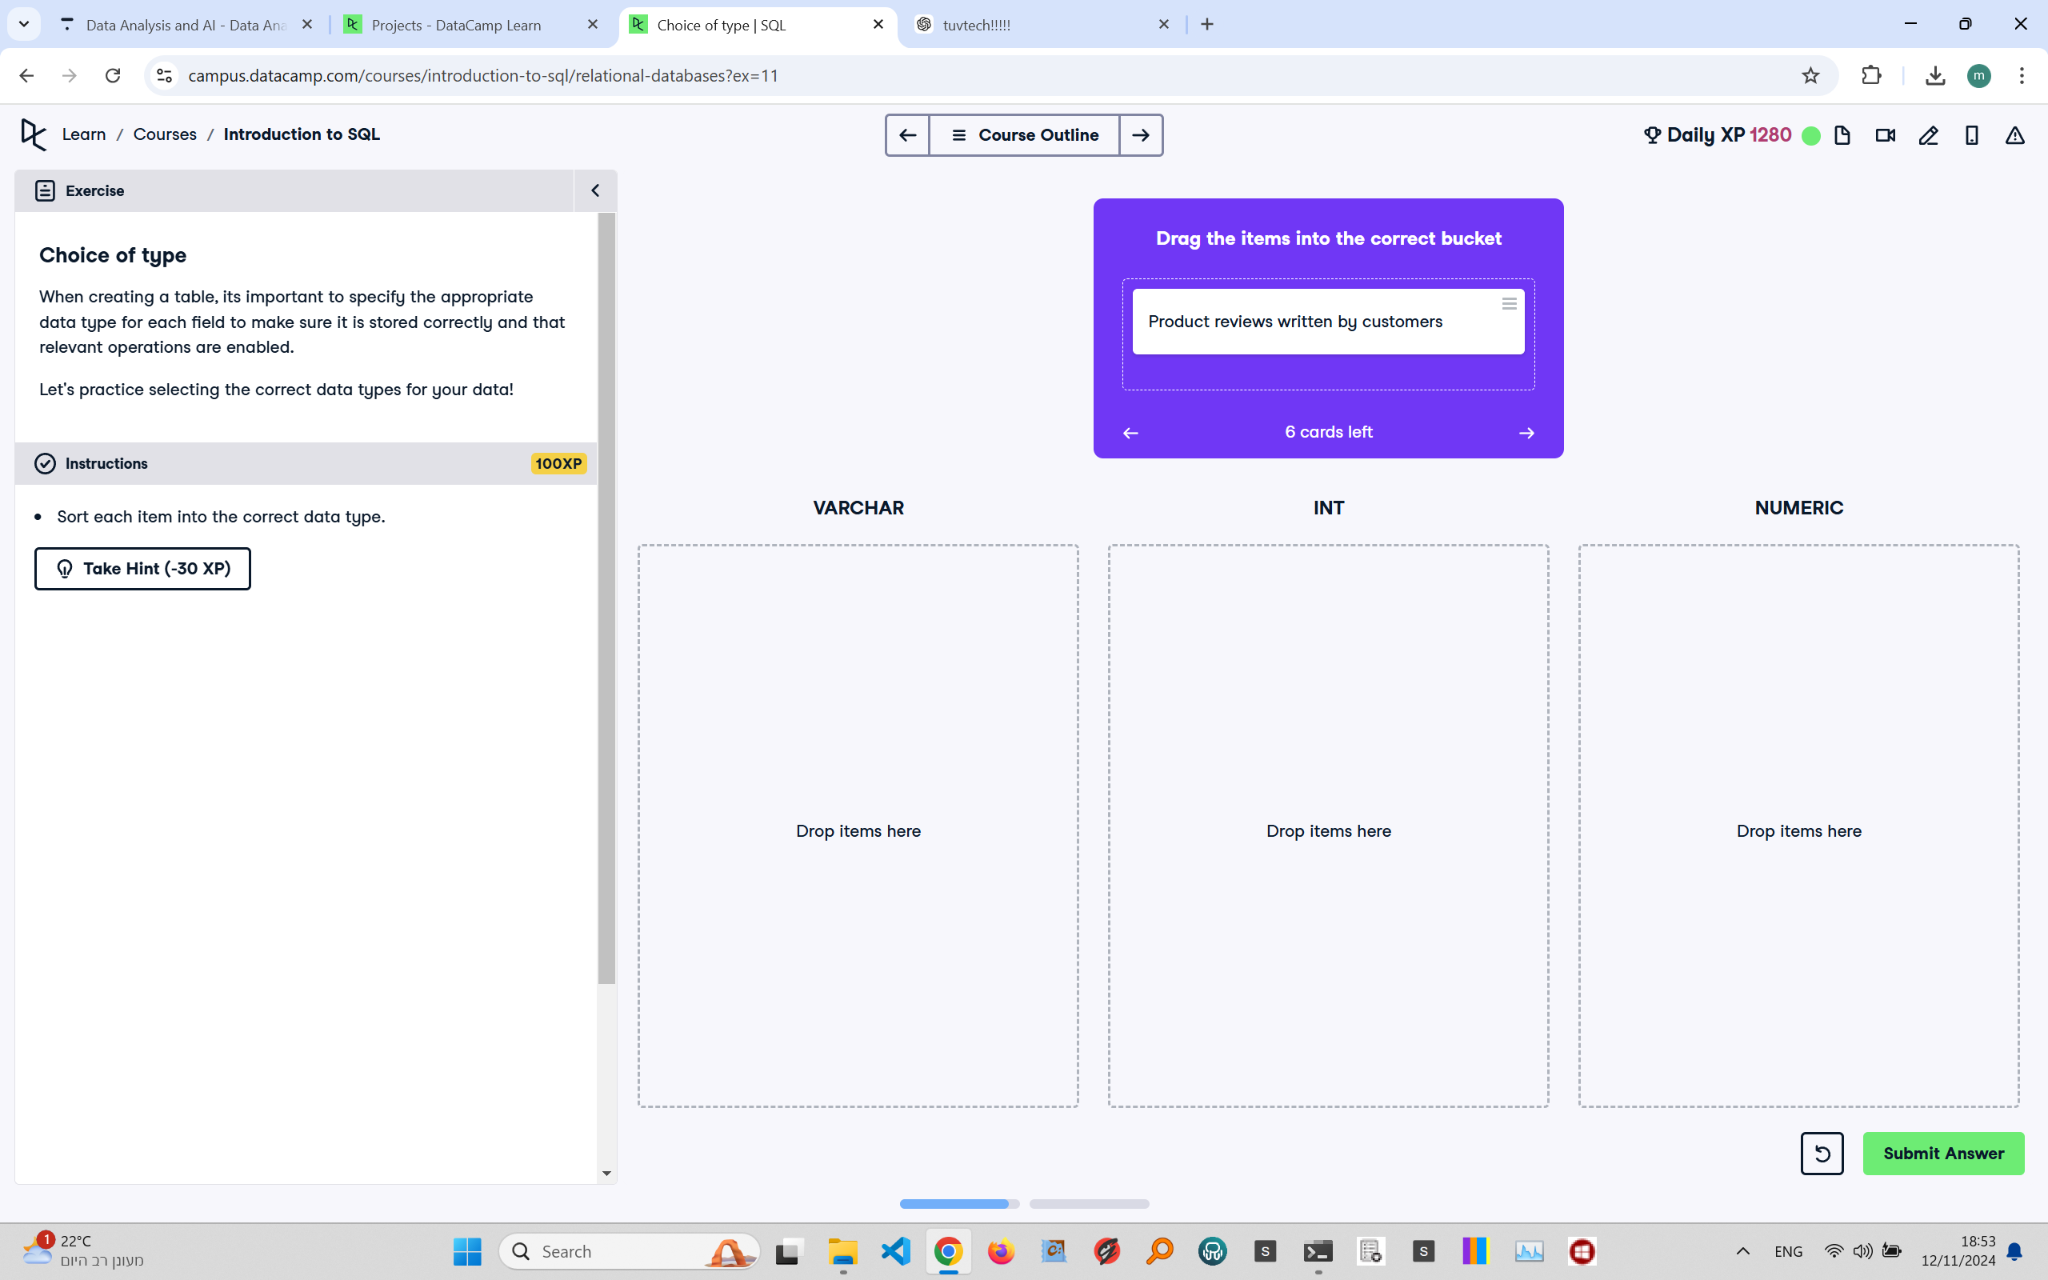 Data Analysis and AI - Data Ana
Projects - DataCamp Learn
Choice of type | SQL
tuvtech!!!!!
campus.datacamp.com/courses/introduction-to-sql/relational-databases?ex=11
m
Learn / Courses / Introduction to SQL
Course Outline
Daily XP 1280
Exercise
Choice of type
When creating a table, its important to specify the appropriate
data type for each field to make sure it is stored correctly and that
relevant operations are enabled.
Let's practice selecting the correct data types for your data!
Instructions
100XP
Sort each item into the correct data type.
Take Hint (-30 XP)
Drag the items into the correct bucket
Product reviews written by customers
6 cards left
VARCHAR
INT
NUMERIC
Drop items here
Drop items here
Drop items here
Submit Answer
1
22°C
מעונן רב היום
Search
S
S
ENG
18:53
12/11/2024